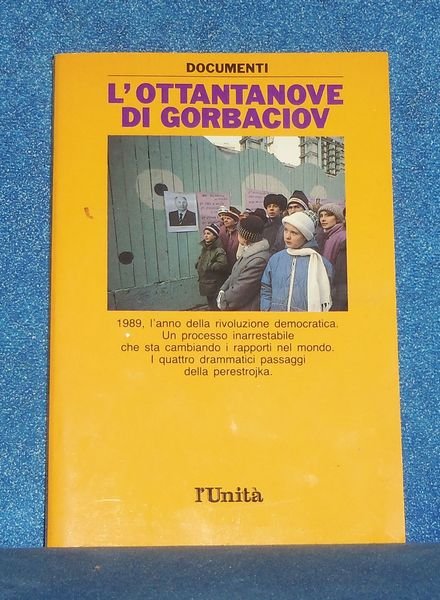 DOCUMENTI
L'OTTANTANOVE
DI GORBACIOV
1989, l'anno della rivoluzione democratica.
Un processo inarrestabile
che sta cambiando i rapporti nel mondo.
I quattro drammatici passaggi
della perestrojka.
l'Unità